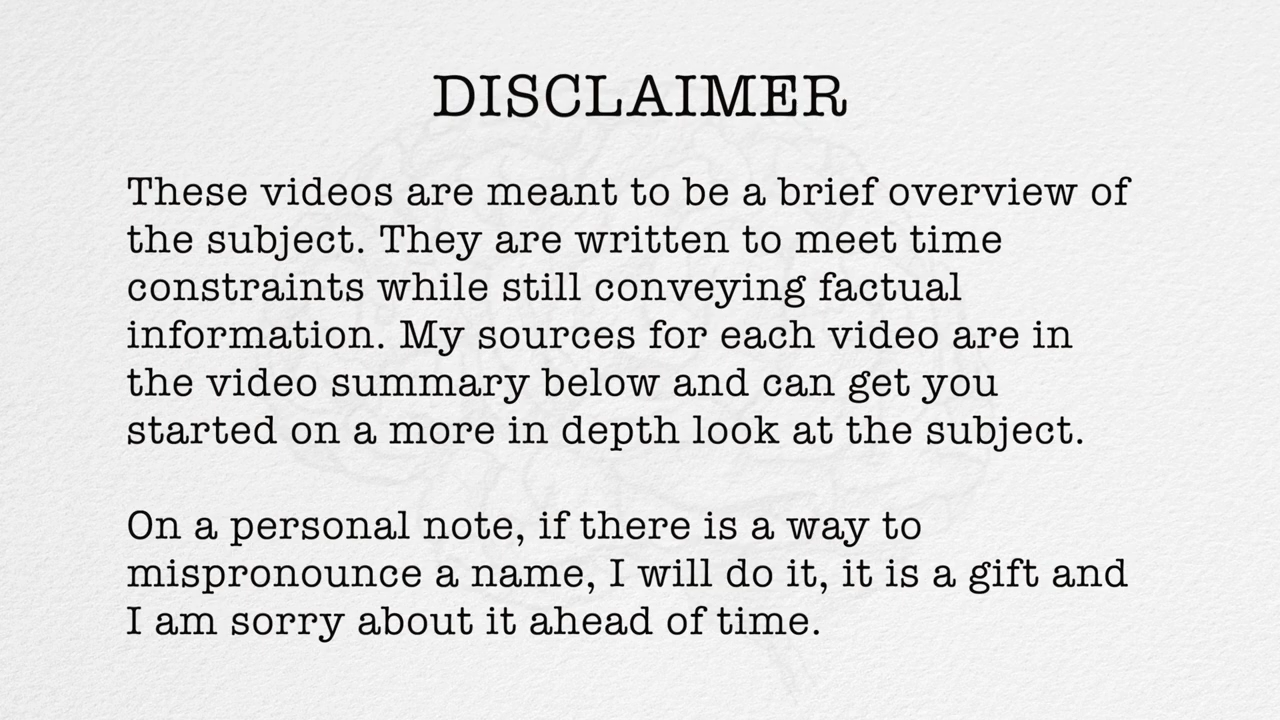 DISCLAIMER
These videos are meant to be a brief overview of
the subject. They are written to meet time
constraints while still conveying factual
information. My sources for each video are in
the video summary below and can get you
started on a more in depth look at the subject.
On a personal note, if there is a way to
mispronounce a name, I will do it, it is a gift and
I am sorry about it ahead of time.